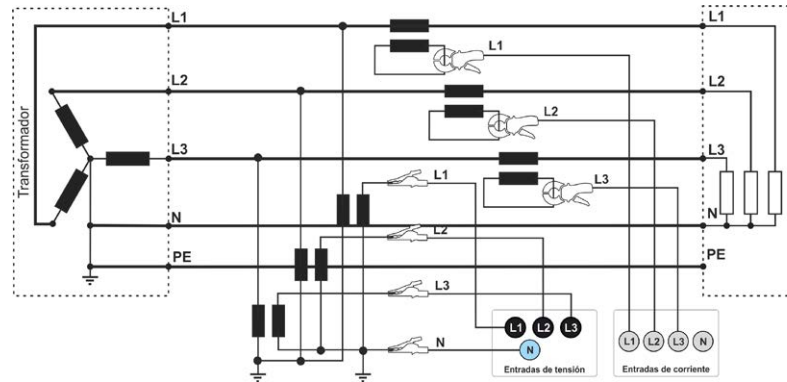 L1
L1
L1
L2
L2
L2
L3
L3
L3
Transformador
L1
N
N
L2
PE
PE
L3
N
L1 L2 L3
N
Entradas de tensión
L1 L2 L3 N
Entradas de corriente